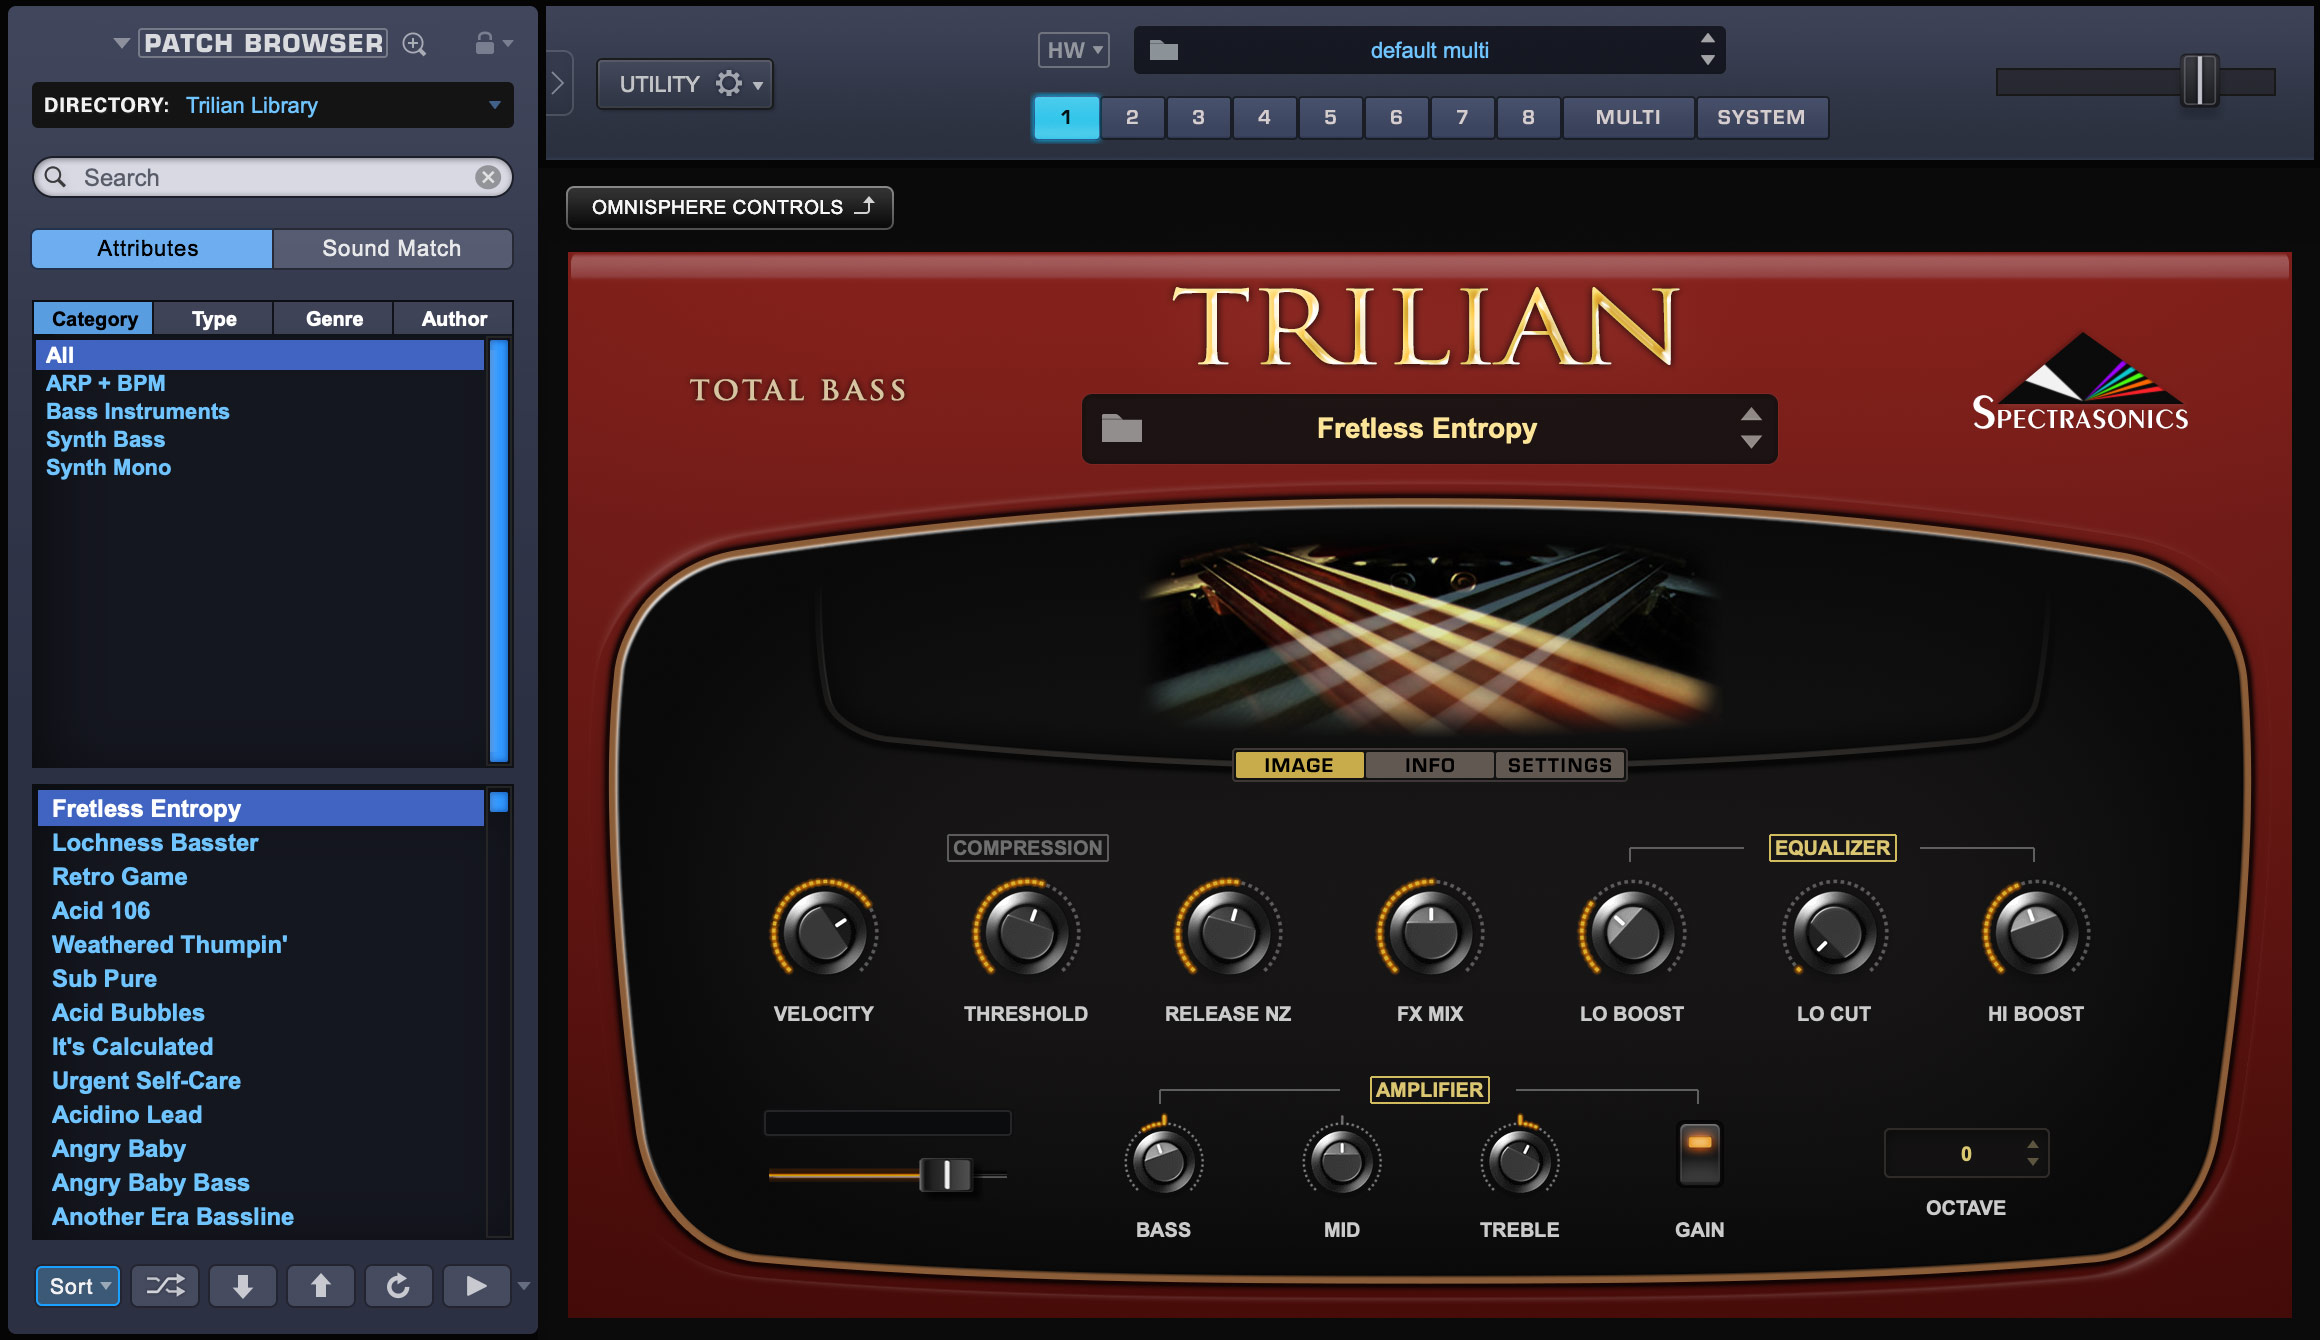 PATCH BROWSER
DIRECTORY: Trilian Library
Search
Attributes Sound Match
Category Type Genre Author
All
ARP + BPM
Bass Instruments
Synth Bass
Synth Mono
Fretless Entropy
Lochness Basster
Retro Game
Acid 106
Weathered Thumpin'
Sub Pure
Acid Bubbles
It's Calculated
Urgent Self-Care
Acidino Lead
Angry Baby
Angry Baby Bass
Another Era Bassline
Sort
UTILITY
HW
default multi
1 2 3 4 5 6 7 8 MULTI SYSTEM
OMNISPHERE CONTROLS
TRILIAN
TOTAL BASS
Fretless Entropy
SPECTRASONICS
IMAGE INFO SETTINGS
COMPRESSION EQUALIZER
VELOCITY THRESHOLD RELEASE NZ FX MIX LO BOOST LO CUT HI BOOST
AMPLIFIER
0
BASS MID TREBLE GAIN OCTAVE